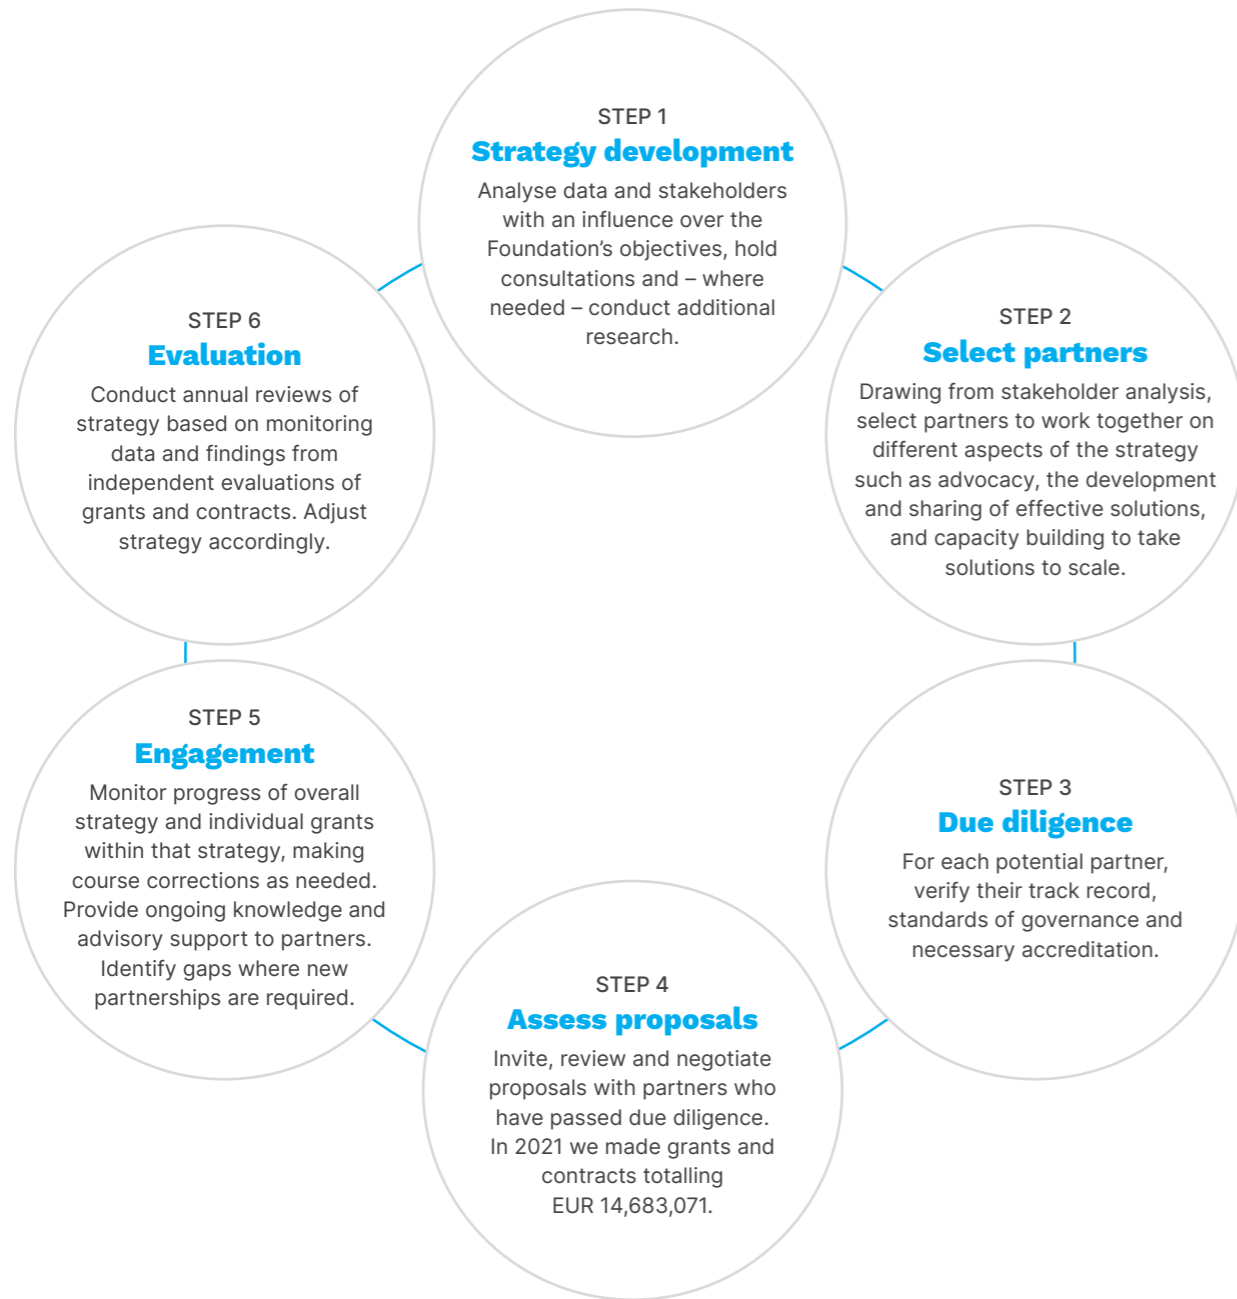 STEP 1
Strategy development
Analyse data and stakeholders
with an influence over the
Foundation’s objectives, hold
consultations and – where
needed – conduct additional
research.
STEP 2
Select partners
Drawing from stakeholder analysis,
select partners to work together on
different aspects of the strategy
such as advocacy, the development
and sharing of effective solutions,
and capacity building to take
solutions to scale.
STEP 3
Due diligence
For each potential partner,
verify their track record,
standards of governance and
necessary accreditation.
STEP 4
Assess proposals
Invite, review and negotiate
proposals with partners who
have passed due diligence.
In 2021 we made grants and
contracts totalling
EUR 14,683,071.
STEP 5
Engagement
Monitor progress of overall
strategy and individual grants
within that strategy, making
course corrections as needed.
Provide ongoing knowledge and
advisory support to partners.
Identify gaps where new
partnerships are required.
STEP 6
Evaluation
Conduct annual reviews of
strategy based on monitoring
data and findings from
independent evaluations of
grants and contracts. Adjust
strategy accordingly.